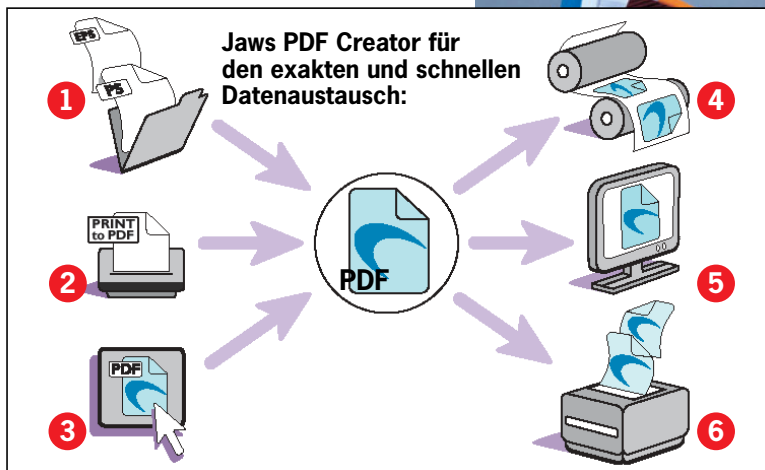 Jaws PDF Creator für
den exakten und schnellen
Datenaustausch:
EPS
PS
1
PRINT
to PDF
2
PDF
3
PDF
4
5
6